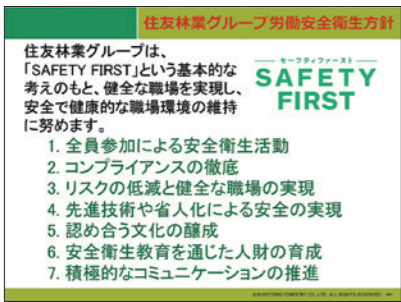 住友林業グループ労働安全衛生方針
住友林業グループは、
「SAFETY FIRST」という基本的な
考えのもと、健全な職場を実現し、
安全で健康的な職場環境の維持
に努めます。
セーフティファースト
SAFETY
FIRST
1. 全員参加による安全衛生活動
2. コンプライアンスの徹底
3. リスクの低減と健全な職場の実現
4. 先進技術や省人化による安全の実現
5. 認め合う文化の醸成
6. 安全衛生教育を通じた人財の育成
7. 積極的なコミュニケーションの推進
©SUMITOMO FORESTRY CO.,LTD. ALL RIGHTS RESERVED.